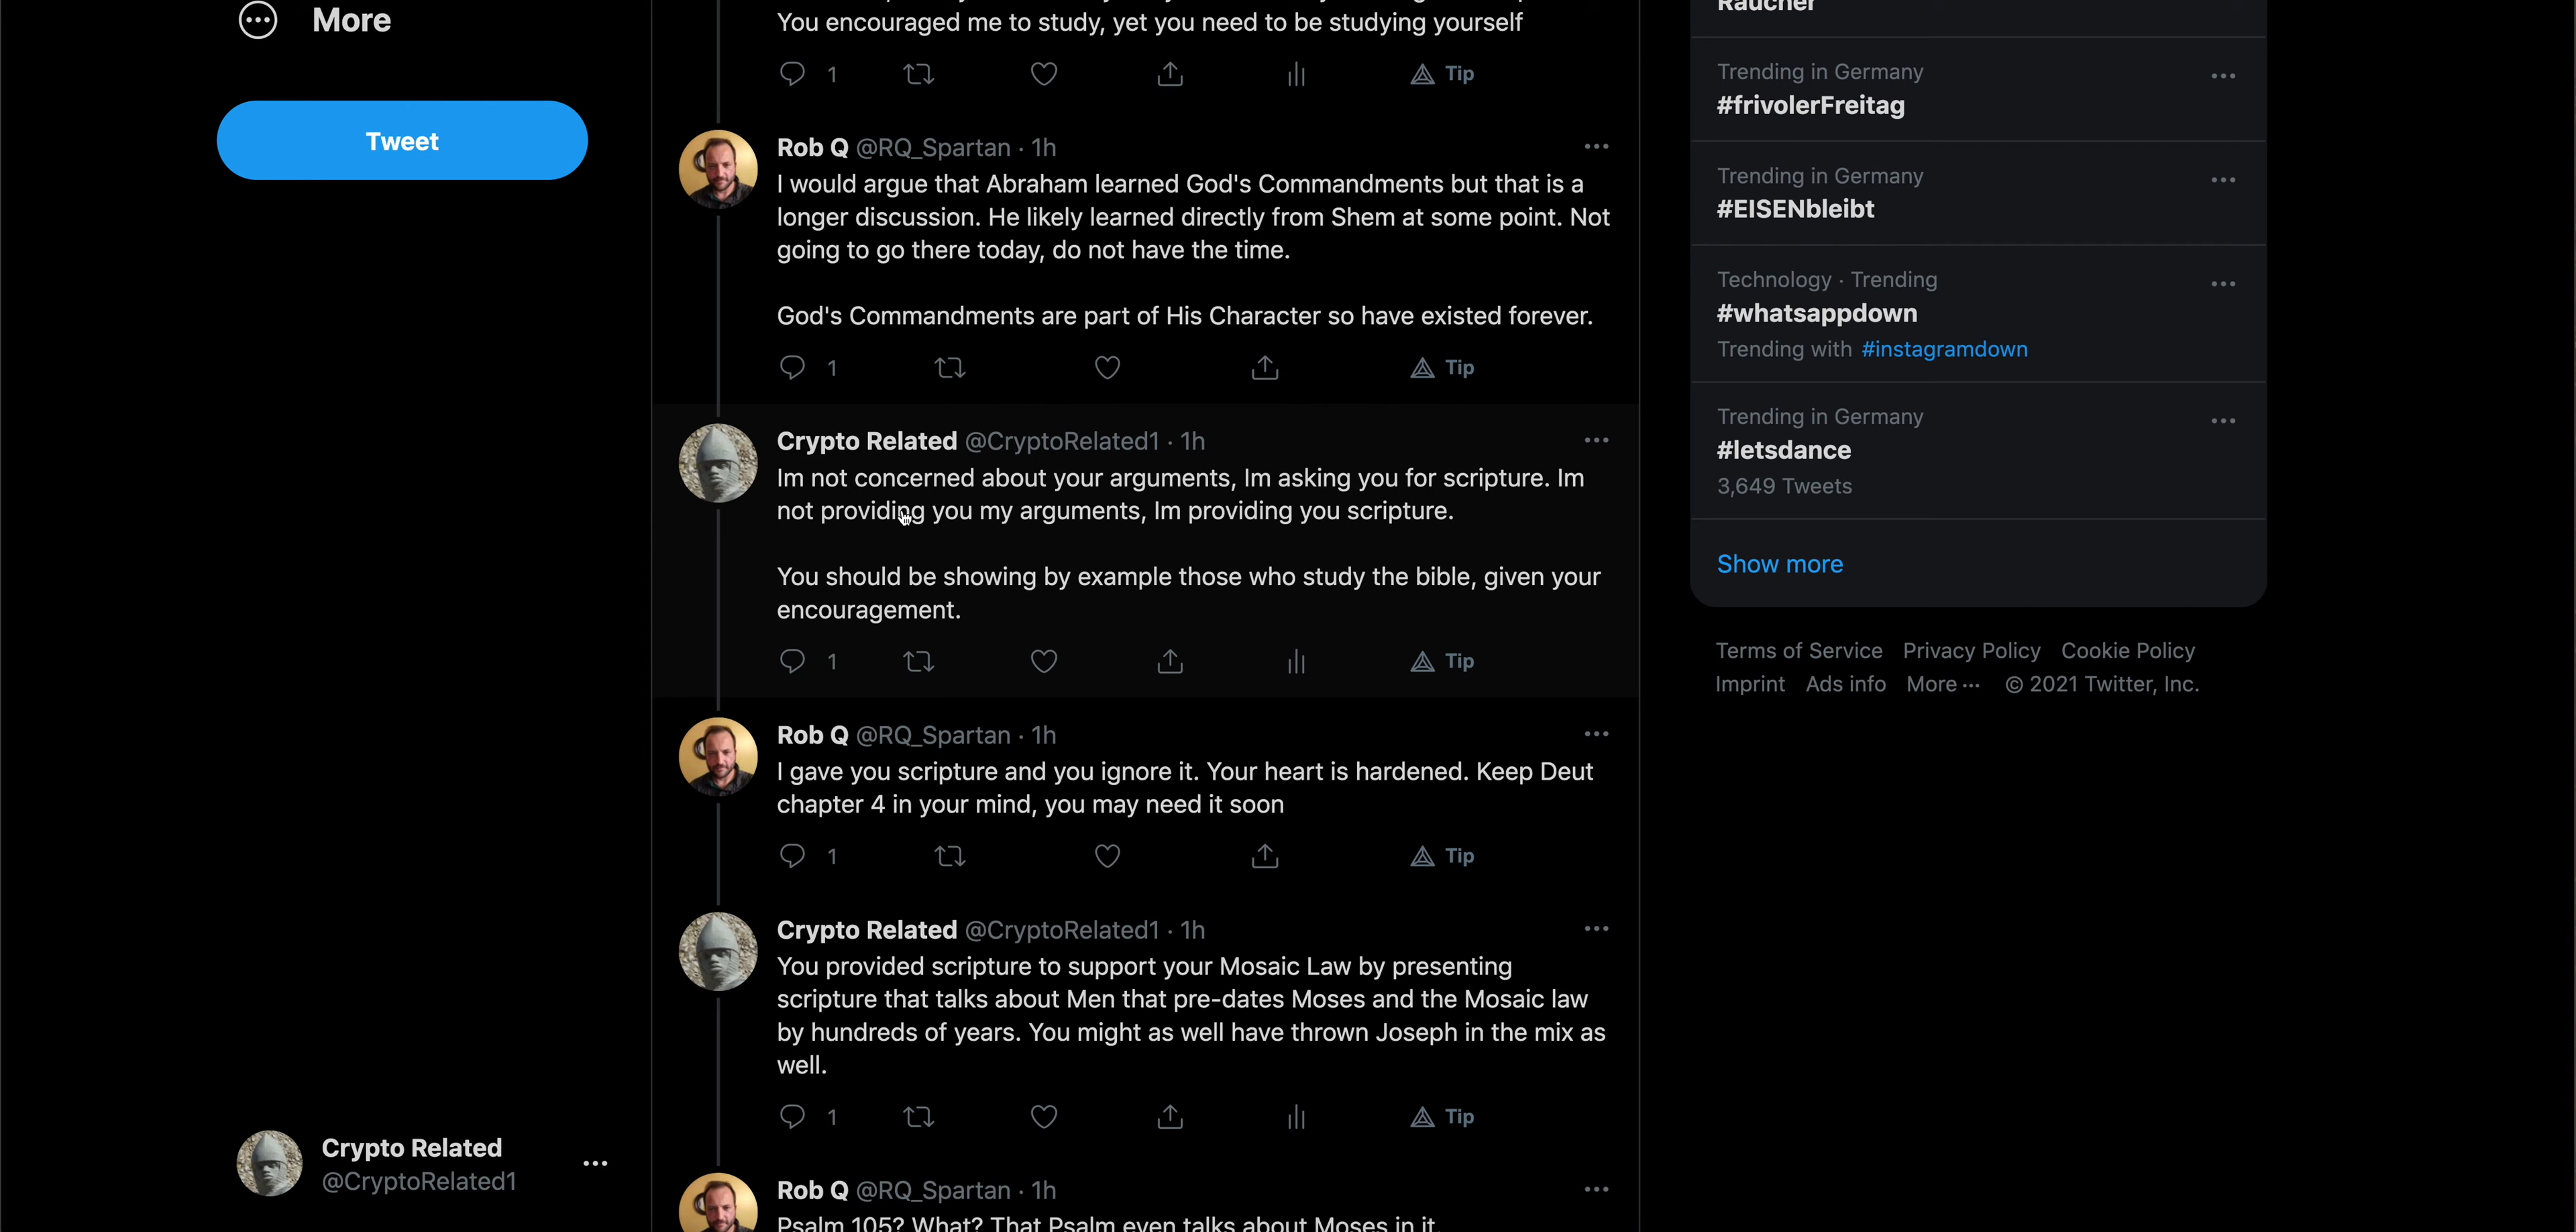 More
Tweet
Crypto Related
@CryptoRelated1
You encouraged me to study, yet you need to be studying yourself
1
Tip
Rob Q @RQ_Spartan · 1h
I would argue that Abraham learned God's Commandments but that is a
longer discussion. He likely learned directly from Shem at some point. Not
going to go there today, do not have the time.
God's Commandments are part of His Character so have existed forever.
1
Tip
Crypto Related @CryptoRelated1 · 1h
Im not concerned about your arguments, Im asking you for scripture. Im
not providing you my arguments, Im providing you scripture.
You should be showing by example those who study the bible, given your
encouragement.
1
Tip
Rob Q @RQ_Spartan · 1h
I gave you scripture and you ignore it. Your heart is hardened. Keep Deut
chapter 4 in your mind, you may need it soon
1
Tip
Crypto Related @CryptoRelated1 · 1h
You provided scripture to support your Mosaic Law by presenting
scripture that talks about Men that pre-dates Moses and the Mosaic law
by hundreds of years. You might as well have thrown Joseph in the mix as
well.
1
Tip
Rob Q @RQ_Spartan · 1h
Psalm 105? What? That Psalm even talks about Moses in it.
Raucher
Trending in Germany
#frivolerFreitag
Trending in Germany
#EISENbleibt
Technology · Trending
#whatsappdown
Trending with #instagramdown
Trending in Germany
#letsdance
3,649 Tweets
Show more
Terms of Service Privacy Policy Cookie Policy
Imprint Ads info More ··· © 2021 Twitter, Inc.